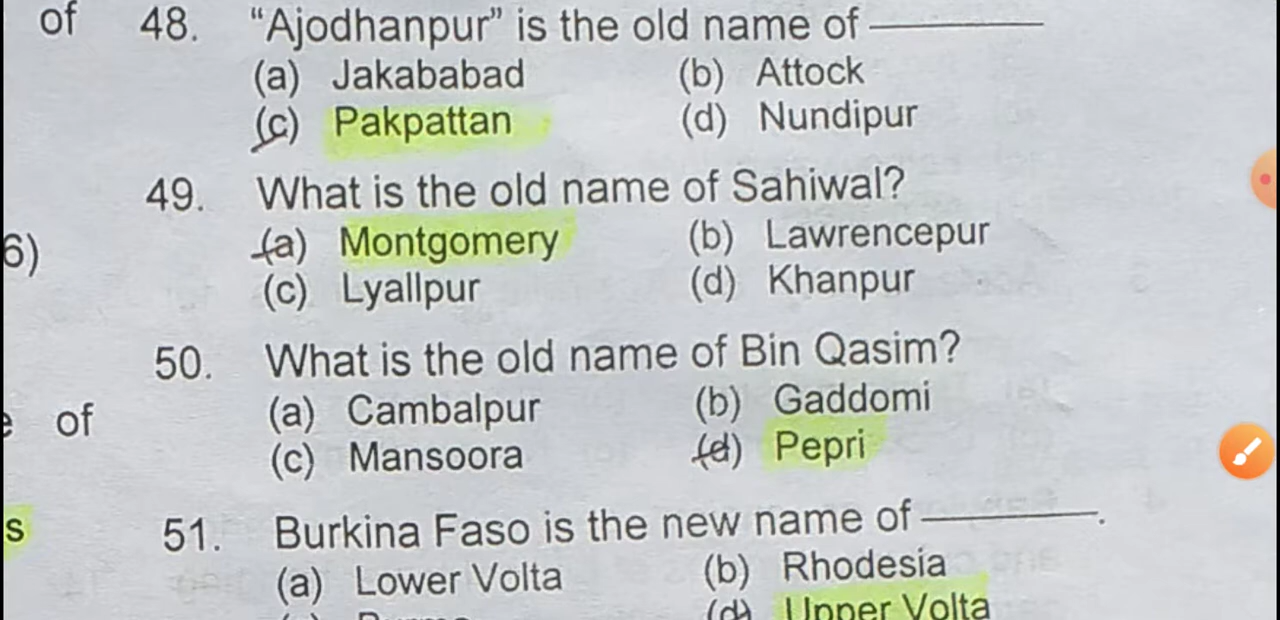 of 48. “Ajodhanpur” is the old name of
(a) Jakababad (b) Attock
(c) Pakpattan (d) Nundipur
49. What is the old name of Sahiwal?
6) (a) Montgomery (b) Lawrencepur
(c) Lyallpur (d) Khanpur
50. What is the old name of Bin Qasim?
of (a) Cambalpur (b) Gaddomi
(c) Mansoora (d) Pepri
s 51. Burkina Faso is the new name of .
(a) Lower Volta (b) Rhodesia
(d) Upper Volta